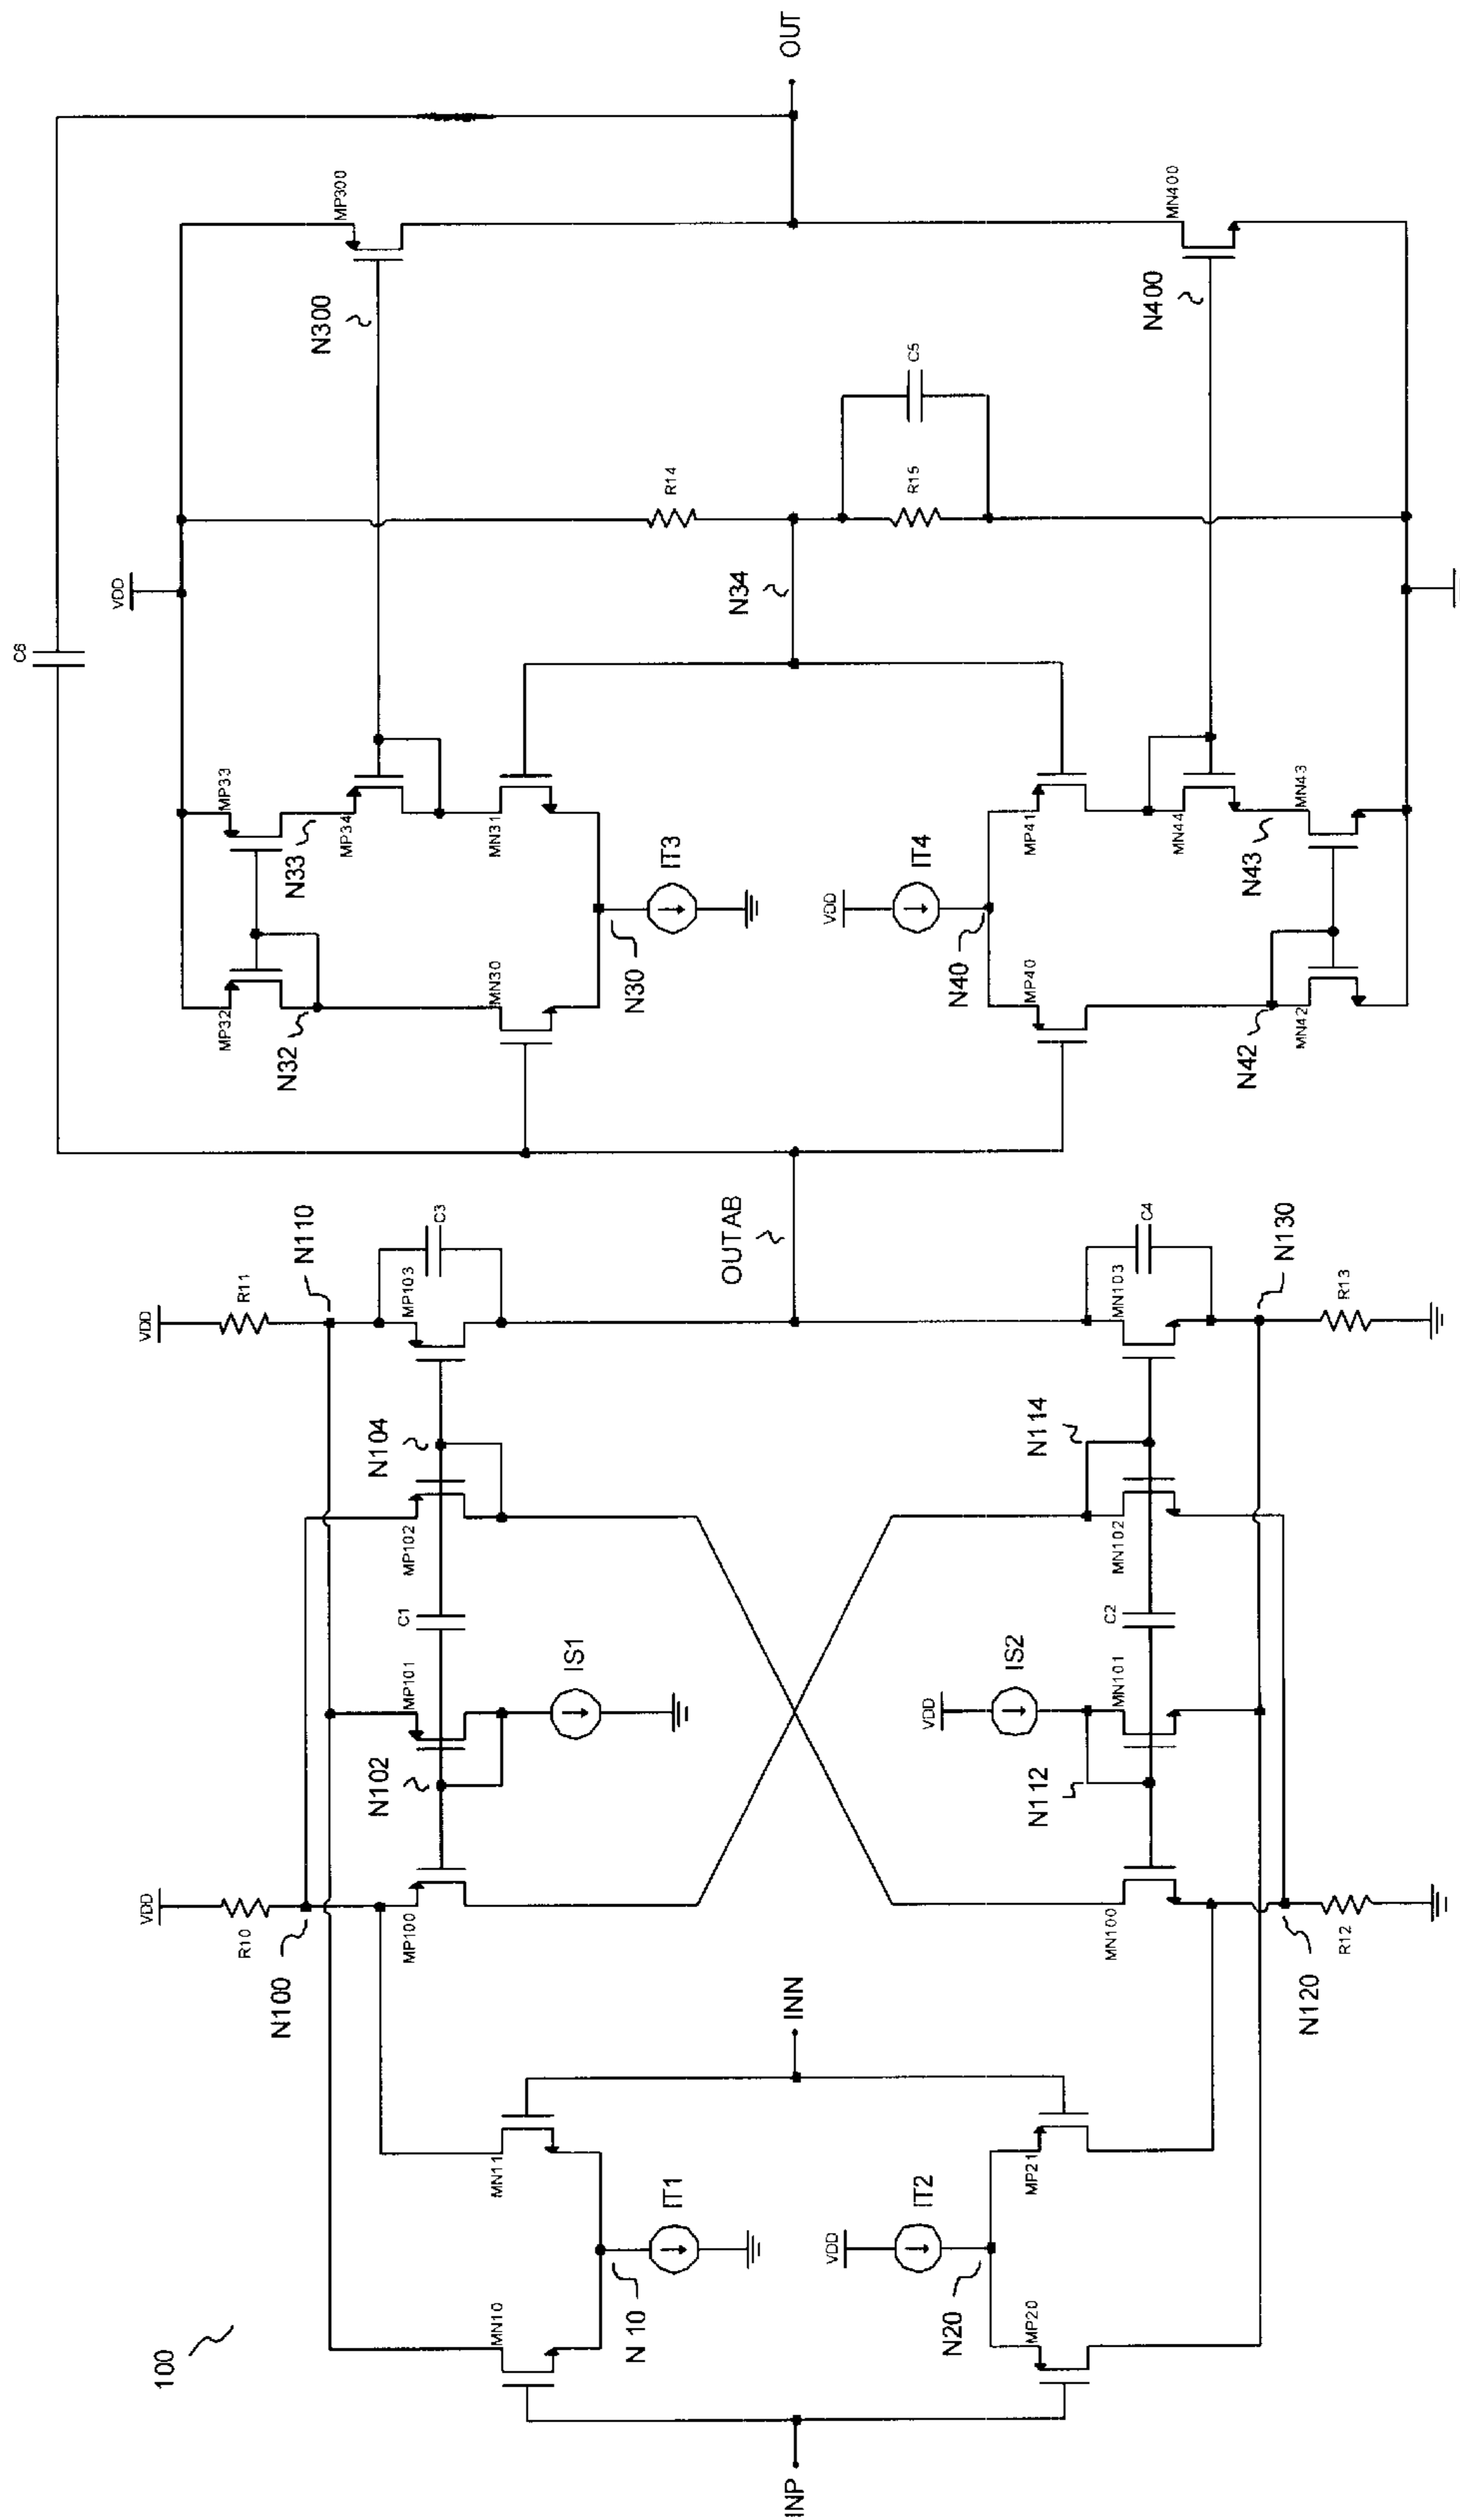 100
INP
INN
MN10
MN11
N 10
IT1
VDD
IT2
N20
MP20
MP21
VDD
R10
N100
MP100
N102
MP101
IS1
C1
MP102
N104
VDD
R11
N110
MP103
C3
OUTAB
N112
VDD
IS2
MN101
MN100
C2
MN102
N114
MN103
C4
N120
R12
N130
R13
C6
VDD
MP32
N32
MP33
N33
MP34
MN30
MN31
N30
IT3
VDD
IT4
N40
MP40
MP41
N42
MN42
MN44
N43
MN43
N34
R14
R15
C5
N300
MP300
N400
MN400
OUT